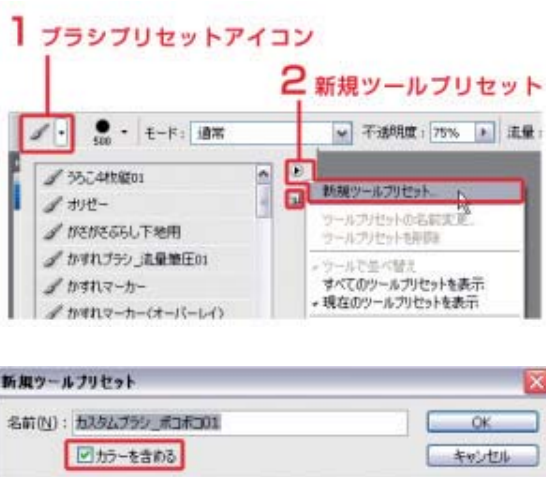 1 ブラシプリセットアイコン
2 新規ツールプリセット
500 モード: 通常 不透明度: 75% 流量:
うろこ4枚縦01
オリゼー
がさがさぶらし下地用
かすれブラシ_流量筆圧01
かすれマーカー
かすれマーカー(オーバーレイ)
新規ツールプリセット...
ツールプリセットの名前変更...
ツールプリセットを削除
ツールで並べ替え
すべてのツールプリセットを表示
現在のツールプリセットを表示
新規ツールプリセット
名前(N): カスタムブラシ_ボコボコ01 OK
カラーを含める キャンセル